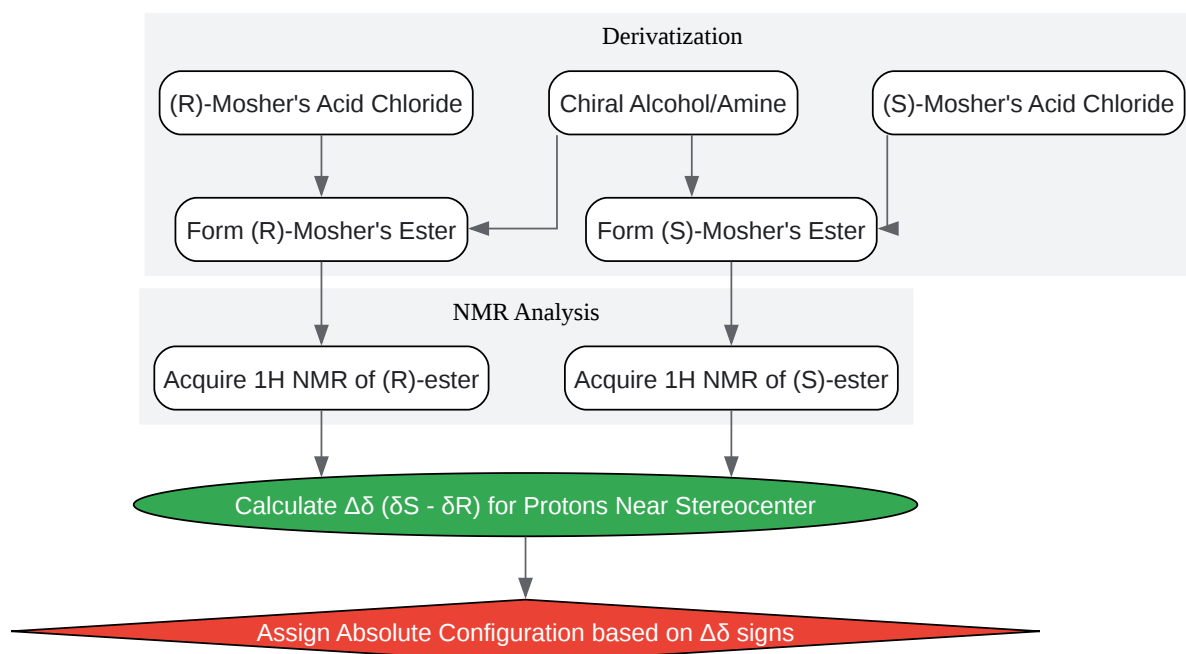 Derivatization
(R)-Mosher's Acid Chloride
Chiral Alcohol/Amine
(S)-Mosher's Acid Chloride
Form (R)-Mosher's Ester
Form (S)-Mosher's Ester
NMR Analysis
Acquire 1H NMR of (R)-ester
Acquire 1H NMR of (S)-ester
Calculate Δδ (δS - δR) for Protons Near Stereocenter
Assign Absolute Configuration based on Δδ signs